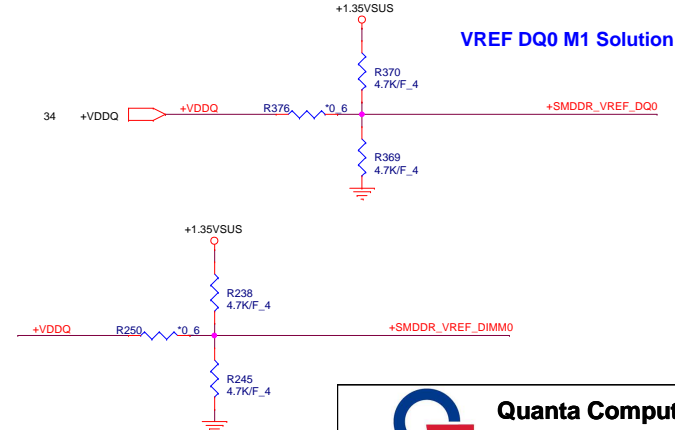 +1.35VSUS
VREF DQ0 M1 Solution
R370
4.7K/F_4
34 +VDDQ +VDDQ R376 *0_6 +SMDDR_VREF_DQ0
R369
4.7K/F_4
+1.35VSUS
R238
4.7K/F_4
+VDDQ R250 *0_6 +SMDDR_VREF_DIMM0
R245
4.7K/F_4
Quanta Comput